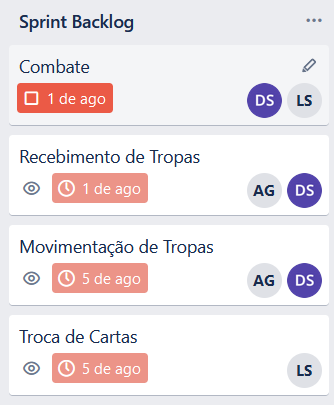 Sprint Backlog
Combate
1 de ago
DS LS
Recebimento de Tropas
1 de ago
AG DS
Movimentação de Tropas
5 de ago
AG DS
Troca de Cartas
5 de ago
LS